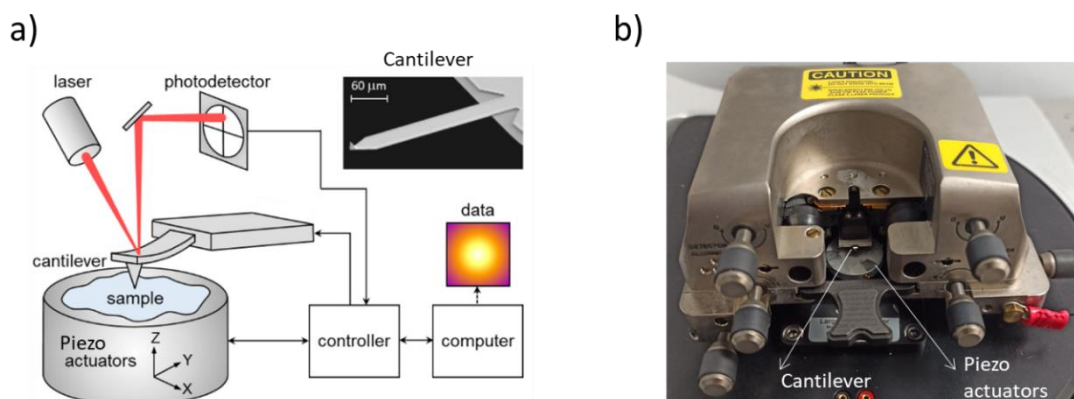 a)
b)
Cantilever
laser
photodetector
60 μm
data
cantilever
sample
Piezo
actuators
Z
Y
X
controller
computer
CAUTION
Cantilever
Piezo
actuators